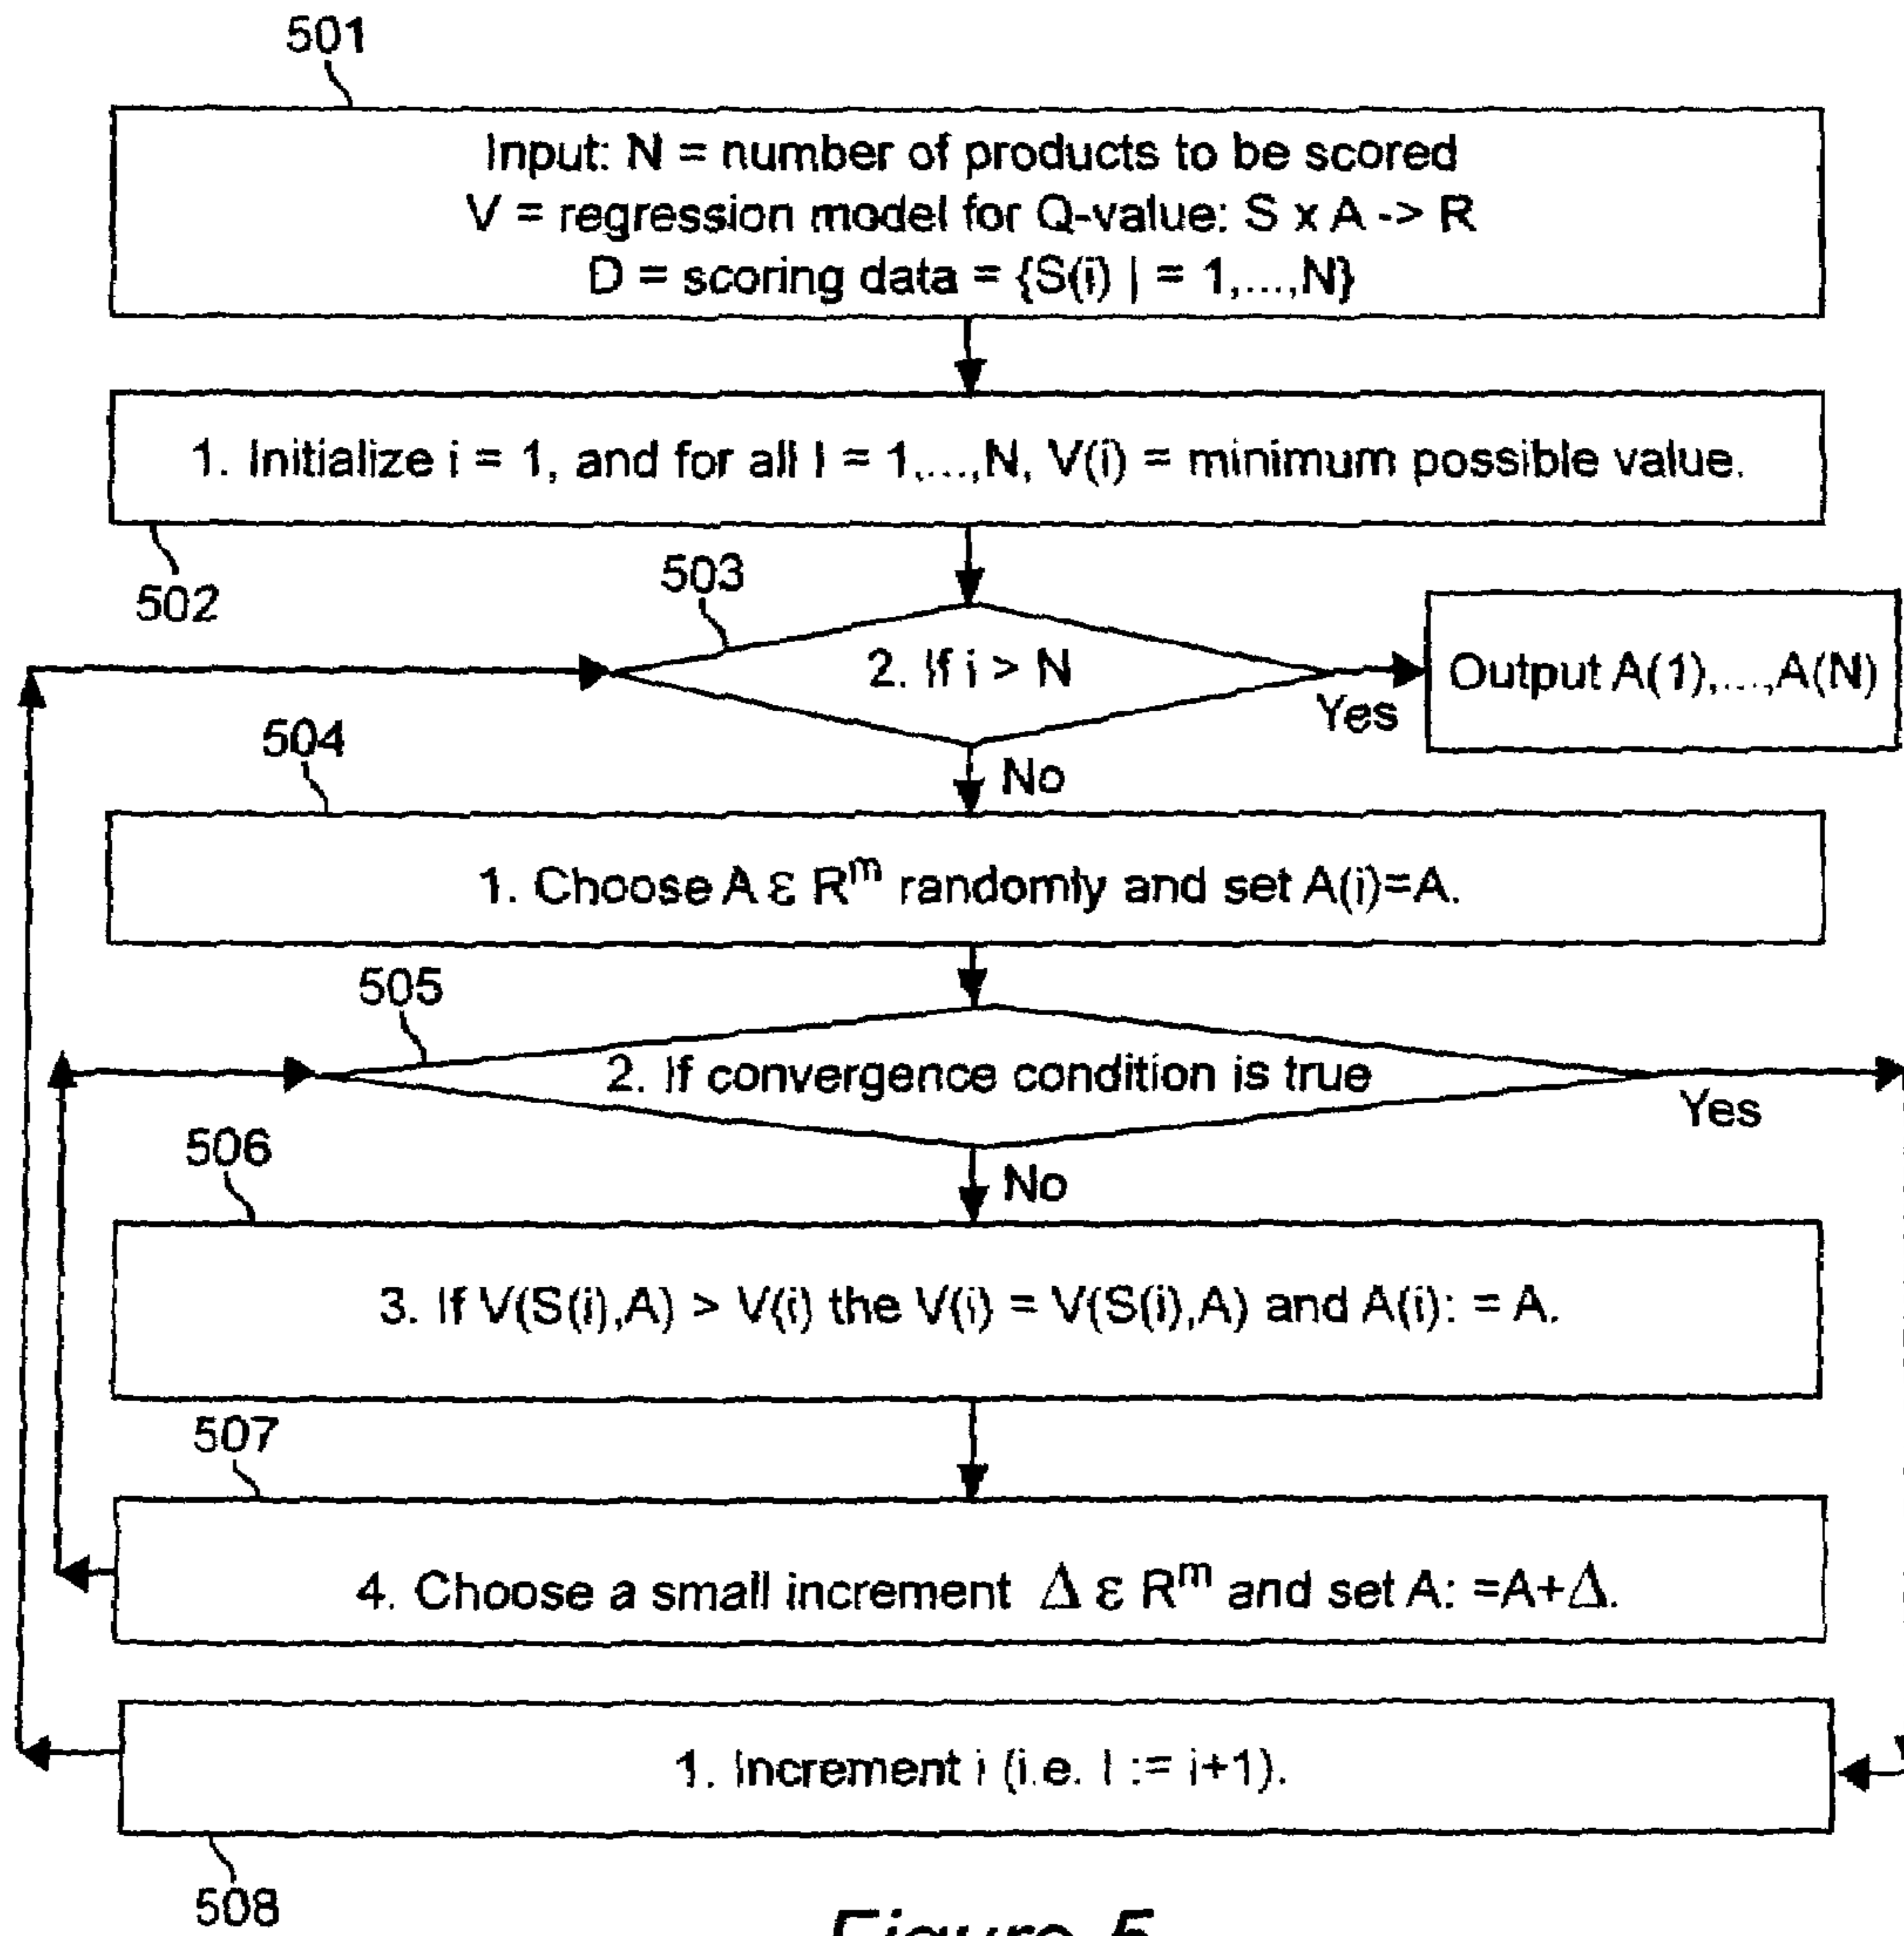 501
Input: N = number of products to be scored
V = regression model for Q-value: S x A -> R
D = scoring data = {S(i) | = 1,...,N}
1. Initialize i = 1, and for all I = 1,...,N, V(i) = minimum possible value.
502
503
2. If i > N
Yes
Output A(1),...,A(N)
No
504
1. Choose A ε R^m randomly and set A(i)=A.
505
2. If convergence condition is true
Yes
No
506
3. If V(S(i),A) > V(i) the V(i) = V(S(i),A) and A(i): = A.
507
4. Choose a small increment Δ ε R^m and set A: =A+Δ.
1. Increment i (i.e. I := i+1).
508
Figure 5